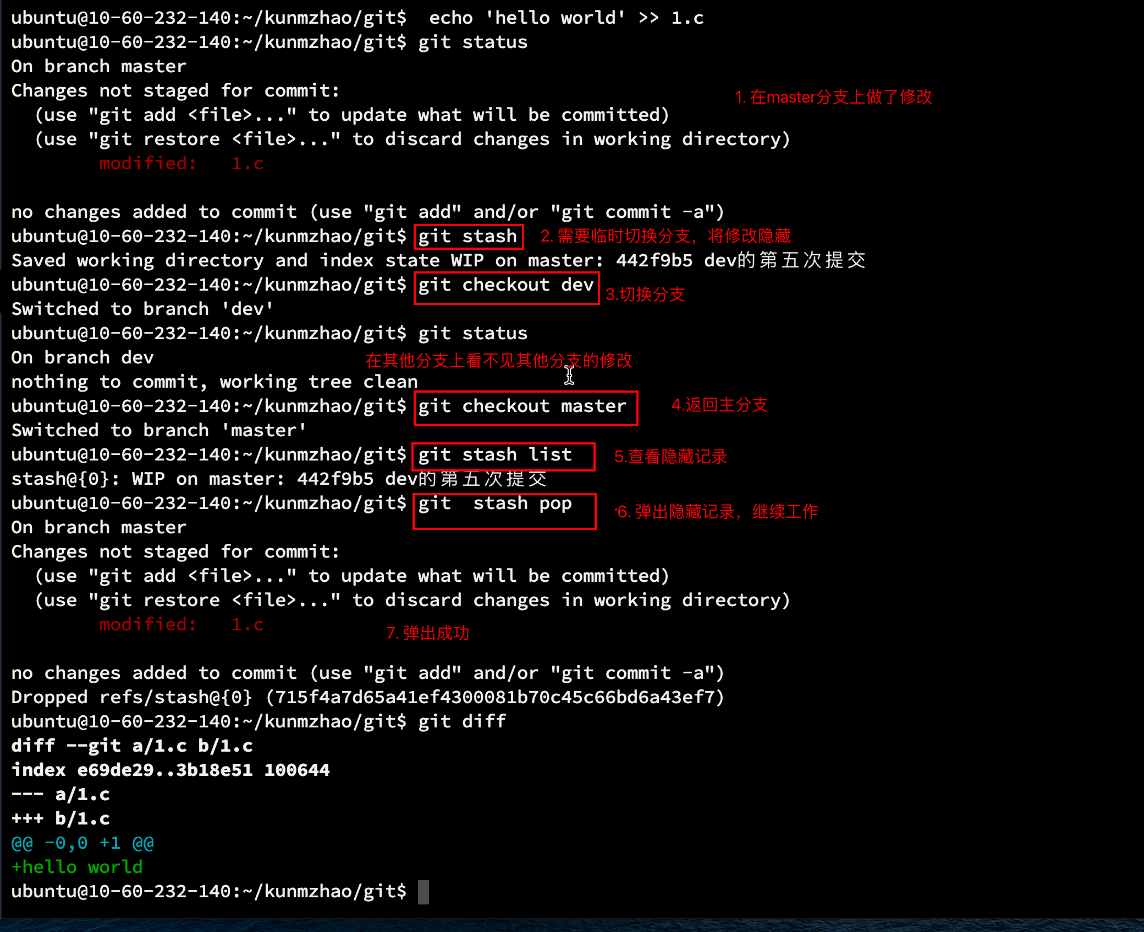 ubuntu@10-60-232-140:~/kunmzhao/git$  echo 'hello world' >> 1.c
ubuntu@10-60-232-140:~/kunmzhao/git$ git status
On branch master
Changes not staged for commit:
1. 在master分支上做了修改
  (use "git add <file>..." to update what will be committed)
  (use "git restore <file>..." to discard changes in working directory)
        modified:   1.c
no changes added to commit (use "git add" and/or "git commit -a")
ubuntu@10-60-232-140:~/kunmzhao/git$ git stash 2. 需要临时切换分支，将修改隐藏
Saved working directory and index state WIP on master: 442f9b5 dev的第五次提交
ubuntu@10-60-232-140:~/kunmzhao/git$ git checkout dev 3.切换分支
Switched to branch 'dev'
ubuntu@10-60-232-140:~/kunmzhao/git$ git status
On branch dev 在其他分支上看不见其他分支的修改
nothing to commit, working tree clean
ubuntu@10-60-232-140:~/kunmzhao/git$ git checkout master 4.返回主分支
Switched to branch 'master'
ubuntu@10-60-232-140:~/kunmzhao/git$ git stash list 5.查看隐藏记录
stash@{0}: WIP on master: 442f9b5 dev的第五次提交
ubuntu@10-60-232-140:~/kunmzhao/git$ git  stash pop 6. 弹出隐藏记录，继续工作
On branch master
Changes not staged for commit:
  (use "git add <file>..." to update what will be committed)
  (use "git restore <file>..." to discard changes in working directory)
        modified:   1.c 7. 弹出成功
no changes added to commit (use "git add" and/or "git commit -a")
Dropped refs/stash@{0} (715f4a7d65a41ef4300081b70c45c66bd6a43ef7)
ubuntu@10-60-232-140:~/kunmzhao/git$ git diff
diff --git a/1.c b/1.c
index e69de29..3b18e51 100644
--- a/1.c
+++ b/1.c
@@ -0,0 +1 @@
+hello world
ubuntu@10-60-232-140:~/kunmzhao/git$